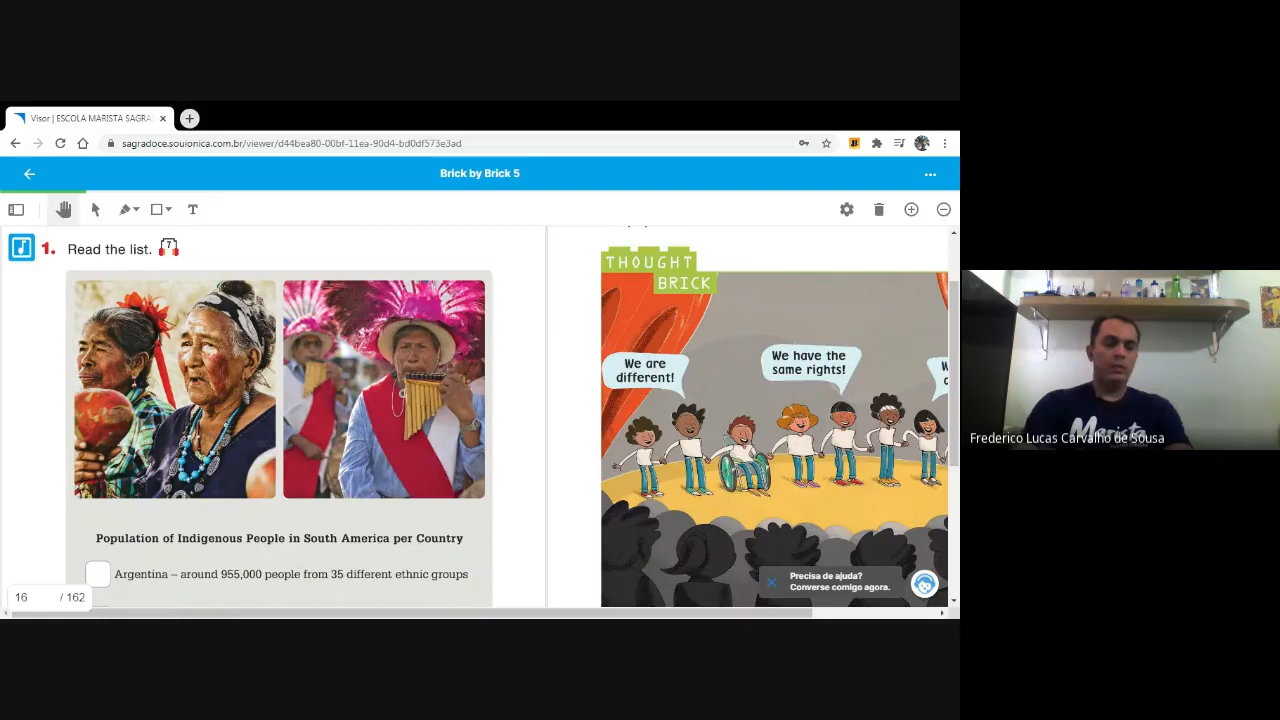 Visor | ESCOLA MARISTA SAGRA
sagradors.souionica.com.br/viewer/d44bea80-00bf-11ea-90d4-bd0df573e3ad
Brick by Brick 5
T
1. Read the list. 7
Population of Indigenous People in South America per Country
Argentina – around 955,000 people from 35 different ethnic groups
16 / 162
THOUGHT
BRICK
We are
different!
We have the
same rights!
Precisa de ajuda?
Converse comigo agora.
Marista
Frederico Lucas Carvalho de Sousa